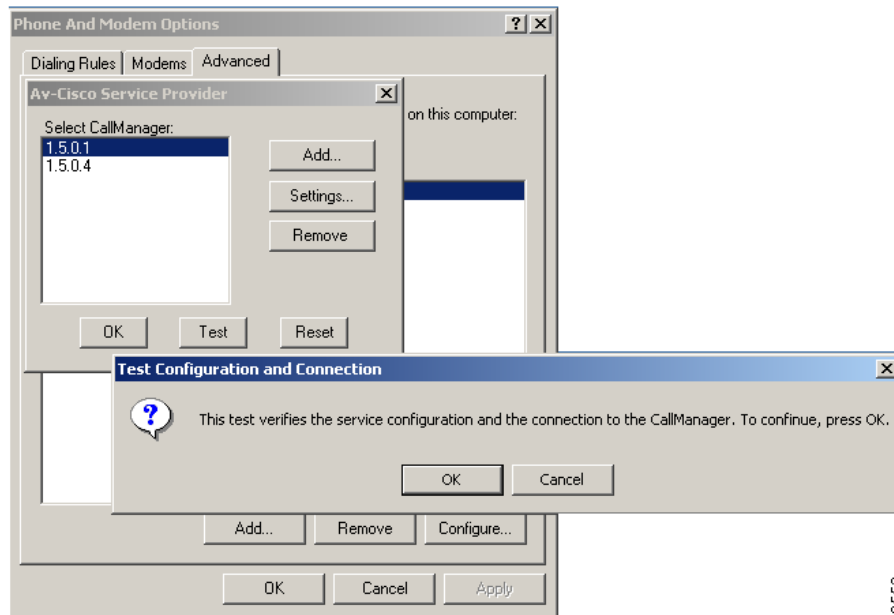 Phone And Modem Options
Dialing Rules Modems Advanced
Av-Cisco Service Provider
on this computer:
Select CallManager:
1.5.0.1
1.5.0.4
Add...
Settings...
Remove
OK Test Reset
Test Configuration and Connection
This test verifies the service configuration and the connection to the CallManager. To continue, press OK.
OK Cancel
Add... Remove Configure...
OK Cancel Apply